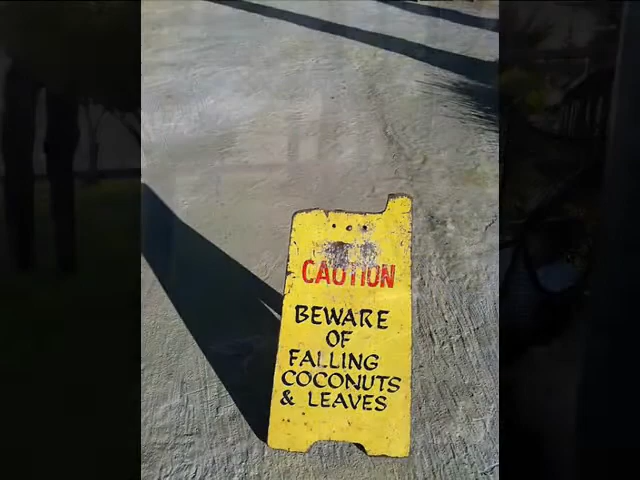 CAUTION
BEWARE
OF
FALLING
COCONUTS
& LEAVES